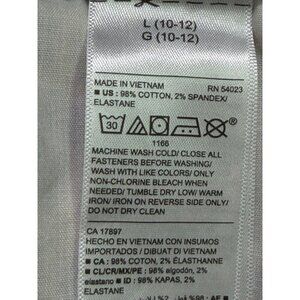 L (10-12)
G (10-12)
MADE IN VIETNAM RN 54023
■ US : 98% COTTON, 2% SPANDEX/
ELASTANE
30
1166
MACHINE WASH COLD/ CLOSE ALL
FASTENERS BEFORE WASHING/
WASH WITH LIKE COLORS/ ONLY
NON-CHLORINE BLEACH WHEN
NEEDED/ TUMBLE DRY LOW/ WARM
IRON/ IRON ON REVERSE SIDE ONLY/
DO NOT DRY CLEAN
CA 17897
HECHO EN VIETNAM CON INSUMOS
IMPORTADOS / DIBUAT DI VIETNAM
■ CA : 98% COTON, 2% ÉLASTHANNE
■ CL/CR/MX/PE : 98% algodón, 2%
elastano ■ ID : 98% KAPAS, 2%
ELASTANE